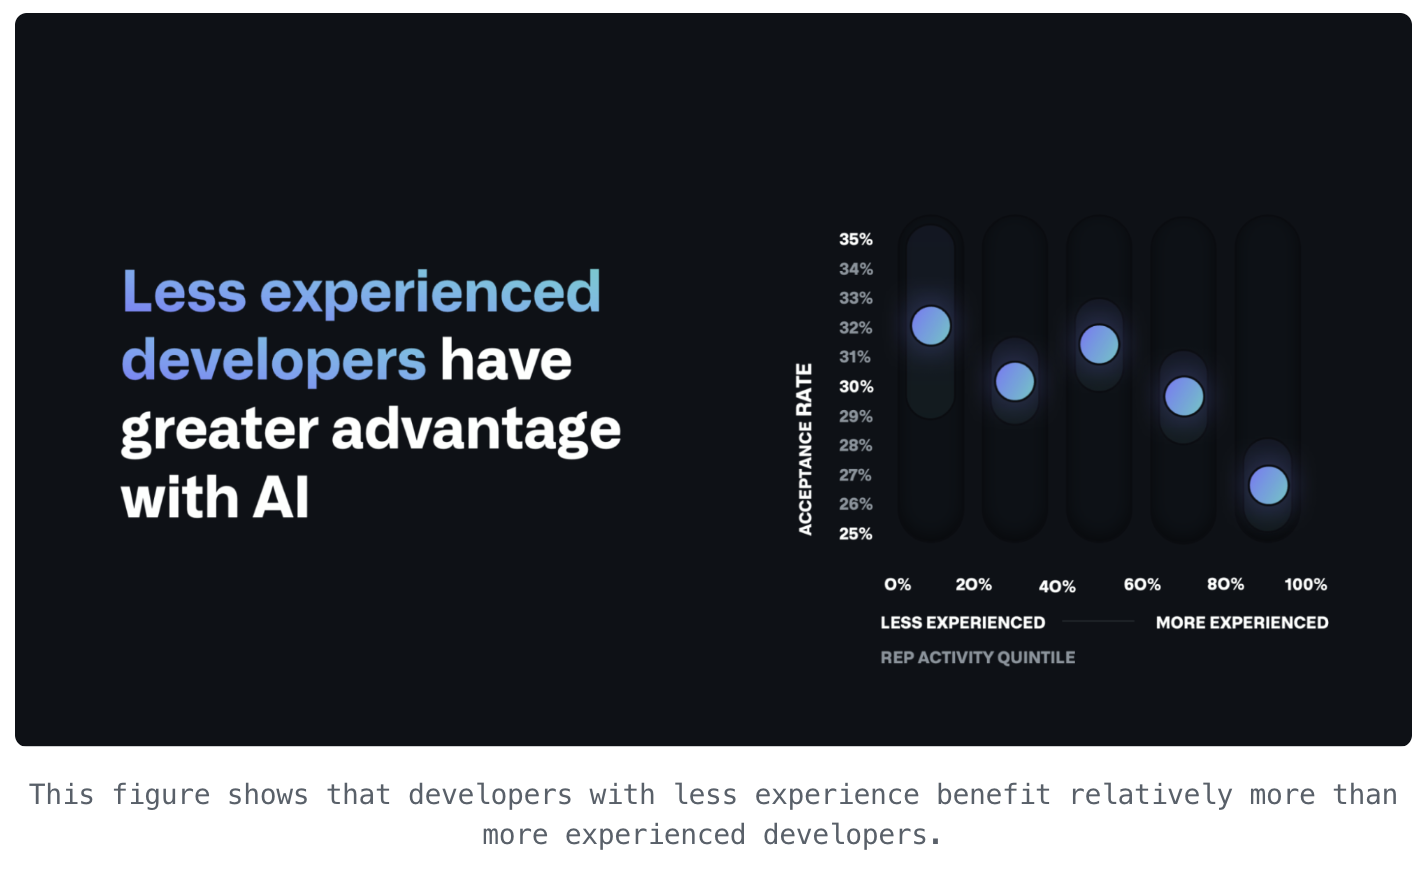 Less experienced
developers have
greater advantage
with AI
ACCEPTANCE RATE
35%
34%
33%
32%
31%
30%
29%
28%
27%
26%
25%
0% 20% 40% 60% 80% 100%
LESS EXPERIENCED MORE EXPERIENCED
REP ACTIVITY QUINTILE
This figure shows that developers with less experience benefit relatively more than
more experienced developers.